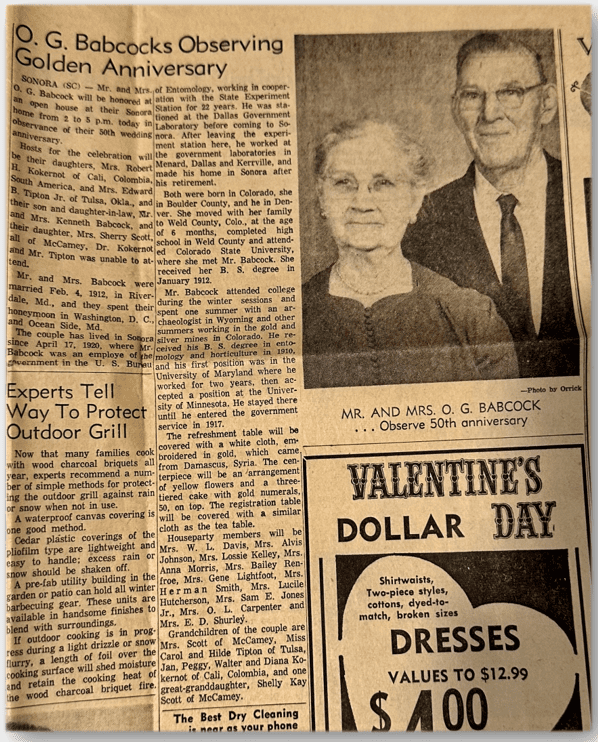 O. G. Babcocks Observing
Golden Anniversary
SONORA (SC) — Mr. and Mrs.
O. G. Babcock will be honored at
an open house at their Sonora
home from 2 to 5 p.m. today in
observance of their 50th wedding
anniversary.
Hosts for the celebration will
be their daughters, Mrs. Robert
H. Kokernot of Cali, Colombia,
South America, and Mrs. Edward
B. Tipton Jr. of Tulsa, Okla., and
their son and daughter-in-law, Mr.
and Mrs. Kenneth Babcock, and
their daughter, Mrs. Sherry Scott,
all of McCamey, Dr. Kokernot
and Mr. Tipton was unable to at-
tend.
Mr. and Mrs. Babcock were
married Feb. 4, 1912, in River-
dale, Md., and they spent their
honeymoon in Washington, D. C.,
and Ocean Side, Md.
The couple has lived in Sonora
since April 17, 1920, where Mr.
Babcock was an employe of the
government in the U. S. Bureau
of Entomology, working in cooper-
ation with the State Experiment
Station for 22 years. He was sta-
tioned at the Dallas Government
Laboratory before coming to So-
nora. After leaving the experi-
ment station here, he worked at
the government laboratories in
Menard, Dallas and Kerrville, and
made his home in Sonora after
his retirement.
Both were born in Colorado, she
in Boulder County, and he in Den-
ver. She moved with her family
to Weld County, Colo., at the age
of 6 months, completed high
school in Weld County and attend-
ed Colorado State University,
where she met Mr. Babcock. She
received her B. S. degree in
January 1912.
Mr. Babcock attended college
during the winter sessions and
spent one summer with an ar-
chaeologist in Wyoming and other
summers working in the gold and
silver mines in Colorado. He re-
ceived his B. S. degree in ento-
mology and horticulture in 1910,
and his first position was in the
University of Maryland where he
worked for two years, then ac-
cepted a position at the Univer-
sity of Minnesota. He stayed there
until he entered the government
service in 1917.
The refreshment table will be
covered with a white cloth, em-
broidered in gold, which came
from Damascus, Syria. The cen-
terpiece will be an arrangement
of yellow flowers and a three-
tiered cake with gold numerals,
50, on top. The registration table
will be covered with a similar
cloth as the tea table.
Houseparty members will be
Mrs. W. L. Davis, Mrs. Alvis
Johnson, Mrs. Lossie Kelley, Mrs.
Anna Morris, Mrs. Bailey Ren-
froe, Mrs. Gene Lightfoot, Mrs.
Herman Smith, Mrs. Lucile
Hutcherson, Mrs. Sam E. Jones
Jr., Mrs. O. L. Carpenter and
Mrs. E. D. Shurley.
Grandchildren of the couple are
Mrs. Scott of McCamey, Miss
Carol and Hilde Tipton of Tulsa,
Jan, Peggy, Walter and Diana Ko-
kernot of Cali, Colombia, and one
great-granddaughter, Shelly Kay
Scott of McCamey.
—Photo by Orrick
MR. AND MRS. O. G. BABCOCK
. . . Observe 50th anniversary
Experts Tell
Way To Protect
Outdoor Grill
Now that many families cook
with wood charcoal briquets all
year, experts recommend a num-
ber of simple methods for protect-
ing the outdoor grill against rain
or snow when not in use.
A waterproof canvas covering is
one good method.
Cedar plastic coverings of the
pliofilm type are lightweight and
easy to handle; excess rain or
snow should be shaken off.
A pre-fab utility building in the
garden or patio can hold all winter
barbecuing gear. These units are
available in handsome finishes to
blend with surroundings.
If outdoor cooking is in prog-
ress during a light drizzle or snow
flurry, a length of foil over the
cooking surface will shed moisture
and retain the cooking heat of
the wood charcoal briquet fire.
The Best Dry Cleaning
is near as your phone
VALENTINE'S
DOLLAR DAY
Shirtwaists,
Two-piece styles,
cottons, dyed-to-
match, broken sizes
DRESSES
VALUES TO $12.99
$4.00